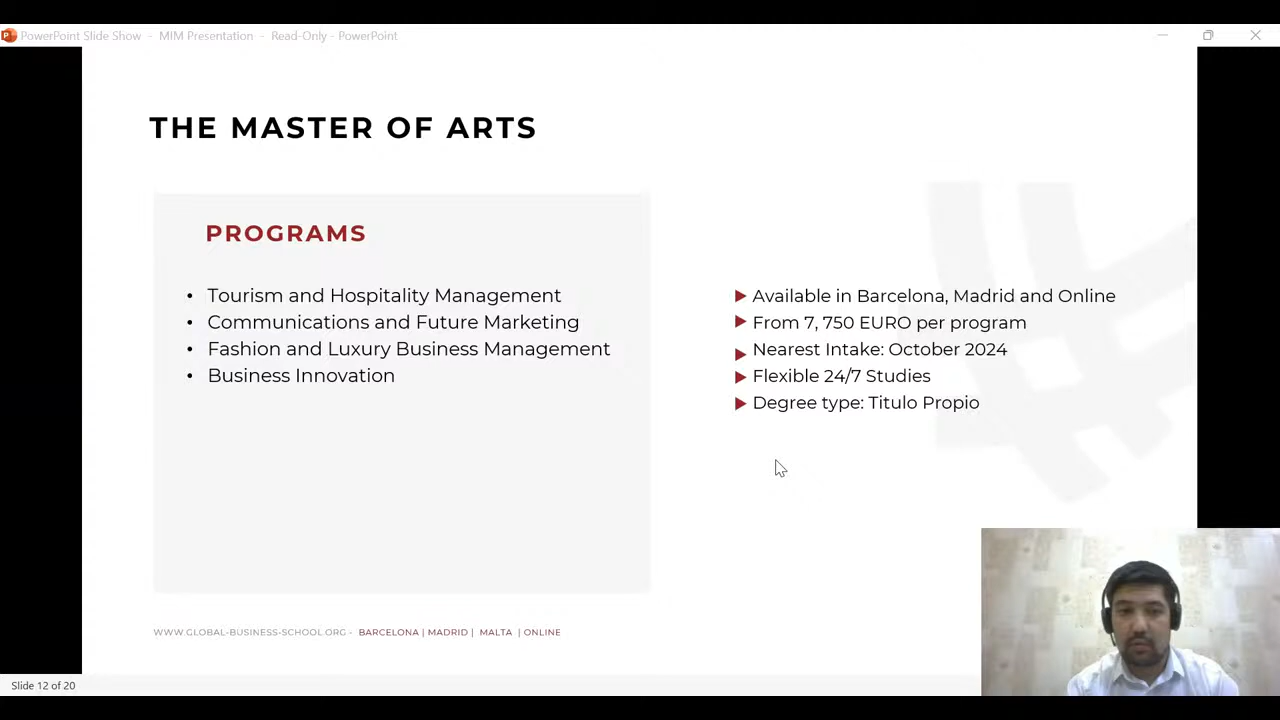 PowerPoint Slide Show - MIM Presentation - Read-Only - PowerPoint
THE MASTER OF ARTS
PROGRAMS
• Tourism and Hospitality Management
• Communications and Future Marketing
• Fashion and Luxury Business Management
• Business Innovation
Available in Barcelona, Madrid and Online
From 7, 750 EURO per program
Nearest Intake: October 2024
Flexible 24/7 Studies
Degree type: Titulo Propio
WWW.GLOBAL-BUSINESS-SCHOOL.ORG - BARCELONA | MADRID | MALTA | ONLINE
Slide 12 of 20